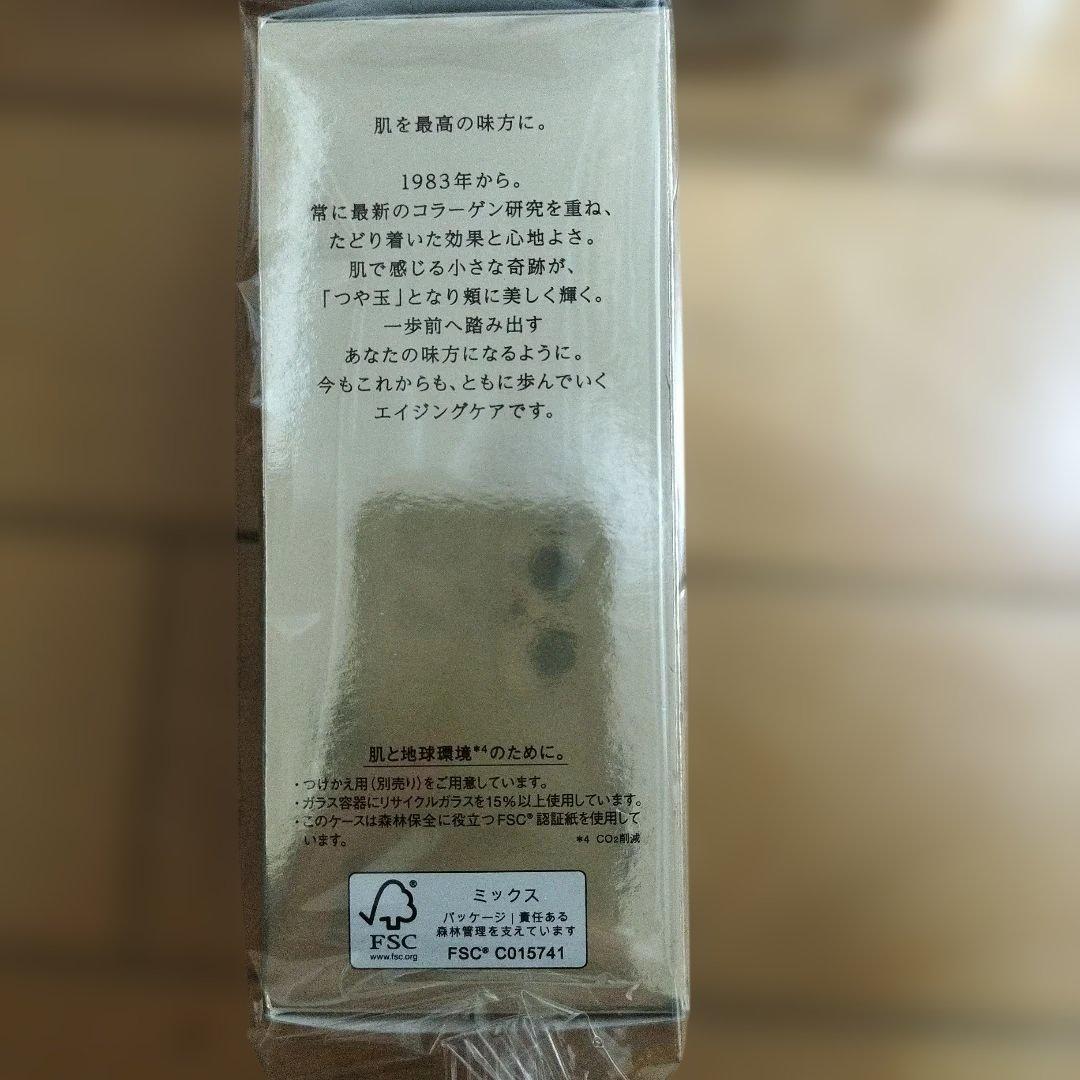 肌を最高の味方に。
1983年から。
常に最新のコラーゲン研究を重ね、
たどり着いた効果と心地よさ。
肌で感じる小さな奇跡が、
「つや玉」となり頬に美しく輝く。
一歩前へ踏み出す
あなたの味方になるように。
今もこれからも、ともに歩んでいく
エイジングケアです。
肌と地球環境*4のために。
・つけかえ用(別売り)をご用意しています。
・ガラス容器にリサイクルガラスを15%以上使用しています。
・このケースは森林保全に役立つFSC®認証紙を使用して
います。
*4 CO2削減
FSC
www.fsc.org
ミックス
パッケージ|責任ある
森林管理を支えています
FSC® C015741